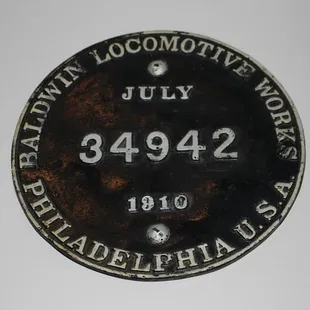 BALDWIN LOCOMOTIVE WORKS
JULY
34942
1910
PHILADELPHIA U.S.A.